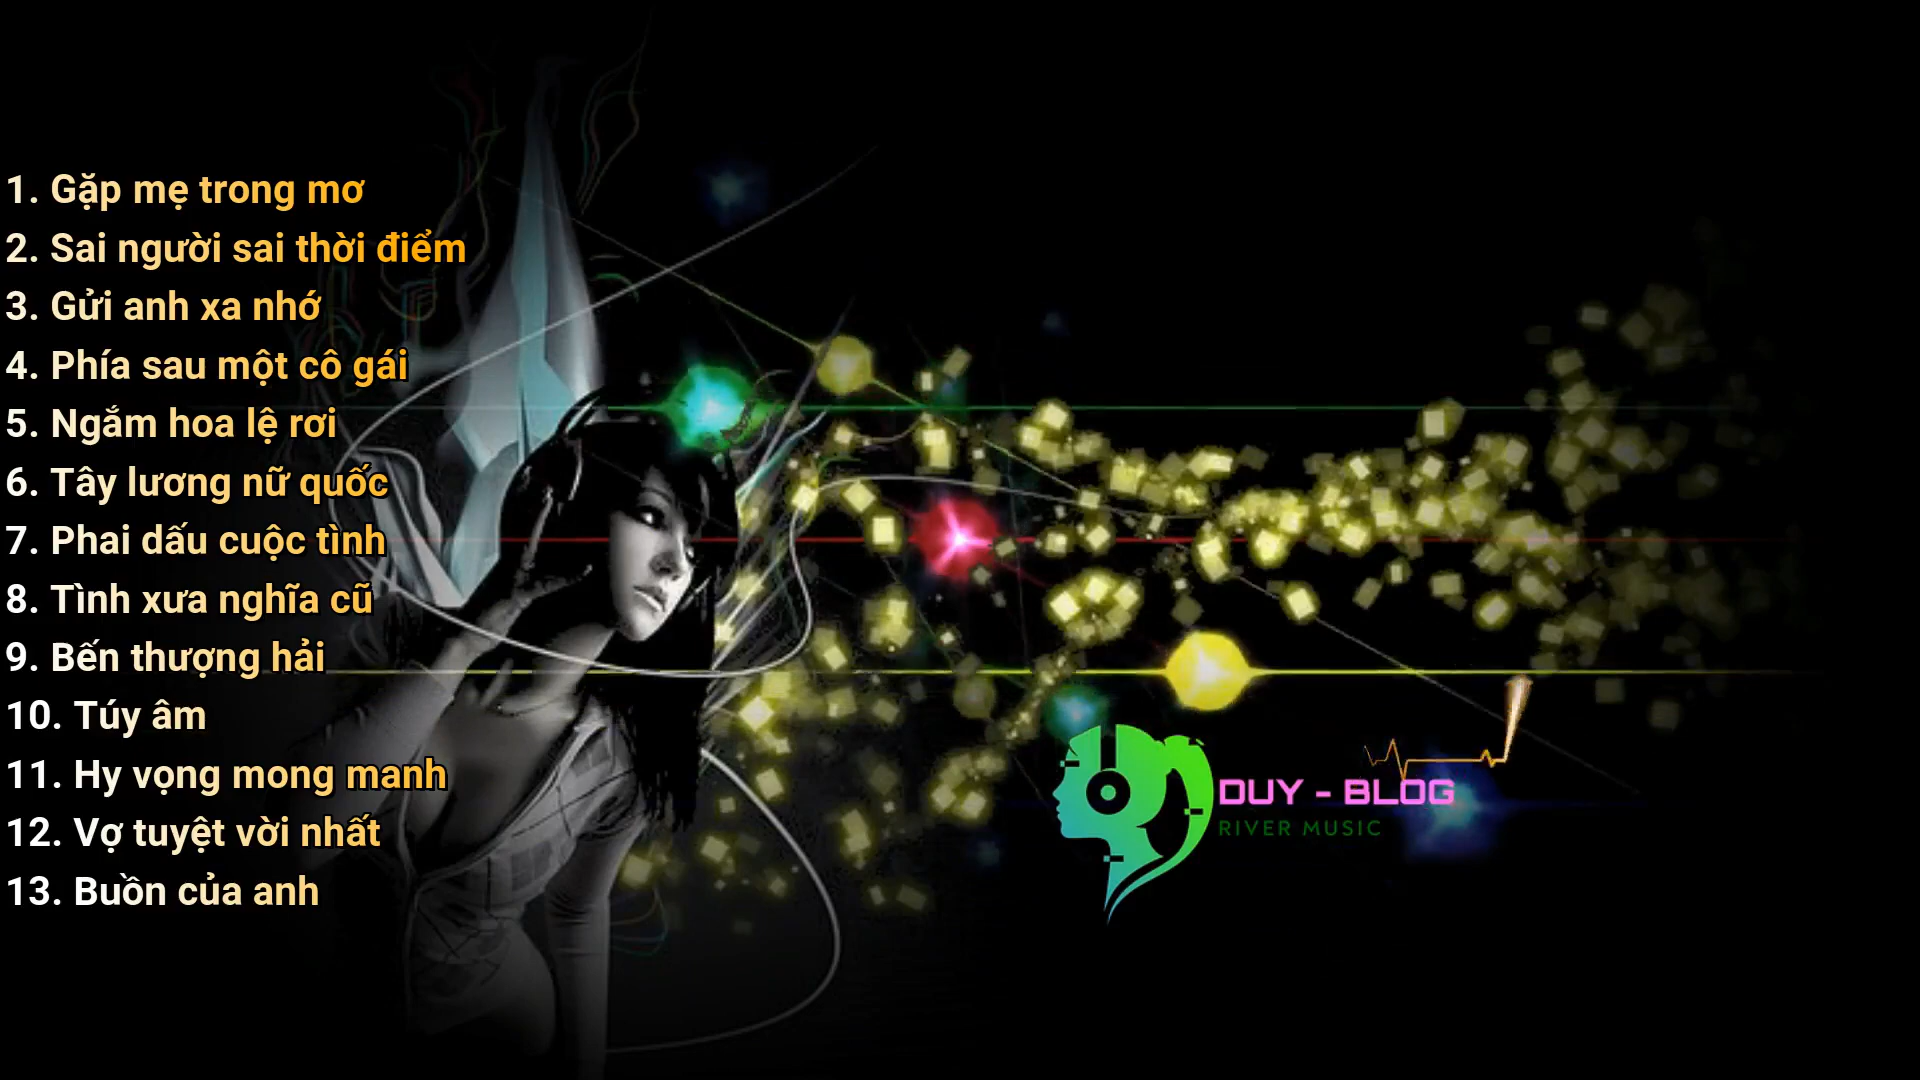 1. Gặp mẹ trong mơ
2. Sai người sai thời điểm
3. Gửi anh xa nhớ
4. Phía sau một cô gái
5. Ngắm hoa lệ rơi
6. Tây lương nữ quốc
7. Phai dấu cuộc tình
8. Tình xưa nghĩa cũ
9. Bến thượng hải
10. Túy âm
11. Hy vọng mong manh
12. Vợ tuyệt vời nhất
13. Buồn của anh
DUY - BLOG
RIVER MUSIC